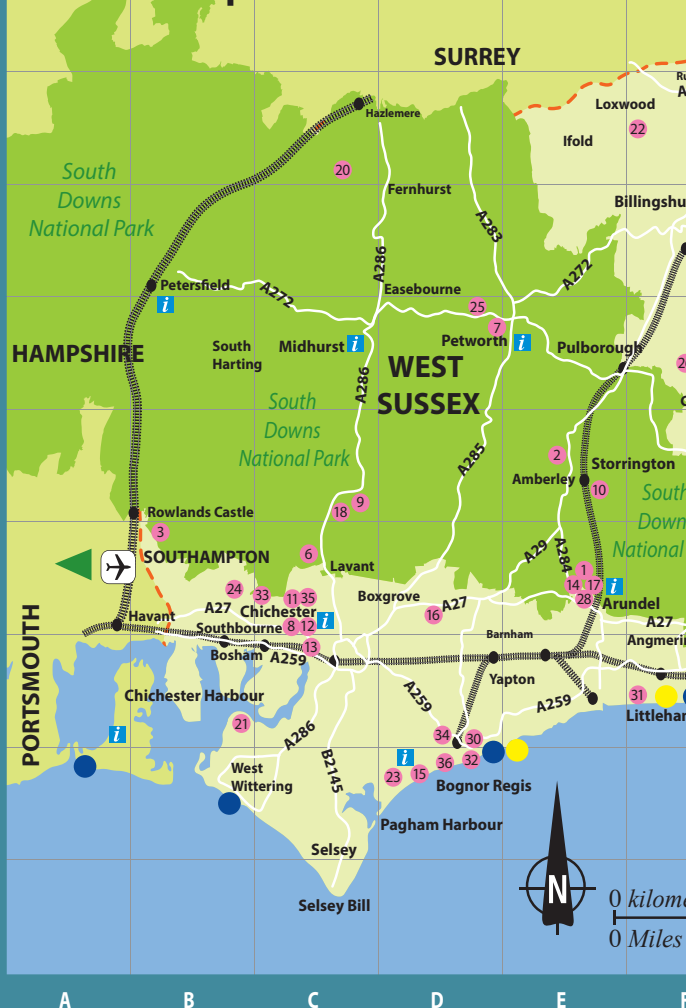 SURREY
Hazlemere
Loxwood
22
Ifold
20
South
Downs
National Park
Fernhurst
A283
A286
A272
Petersfield
i
A272
Easebourne
25
7
HAMPSHIRE
South
Harting
Midhurst i
Petworth i
Pulborough
WEST
SUSSEX
A286
South
Downs
National Park
A285
2
Amberley
Storrington
10
9
18
Rowlands Castle
3
SOUTHAMPTON
6
Lavant
A29
A284
1
14 17
i
28
Arundel
24
33
11 35
Boxgrove
A27
16
A27
Chichester
i
Havant
Southbourne
8 12
A27
Barnham
Bosham
A259
13
PORTSMOUTH
Chichester Harbour
Yapton
A259
A259
31
21
A286
i
34
30
B2145
i
West
Wittering
23
15
36
32
Bognor Regis
Pagham Harbour
Selsey
Selsey Bill
N
0
0 Miles
A B C D E